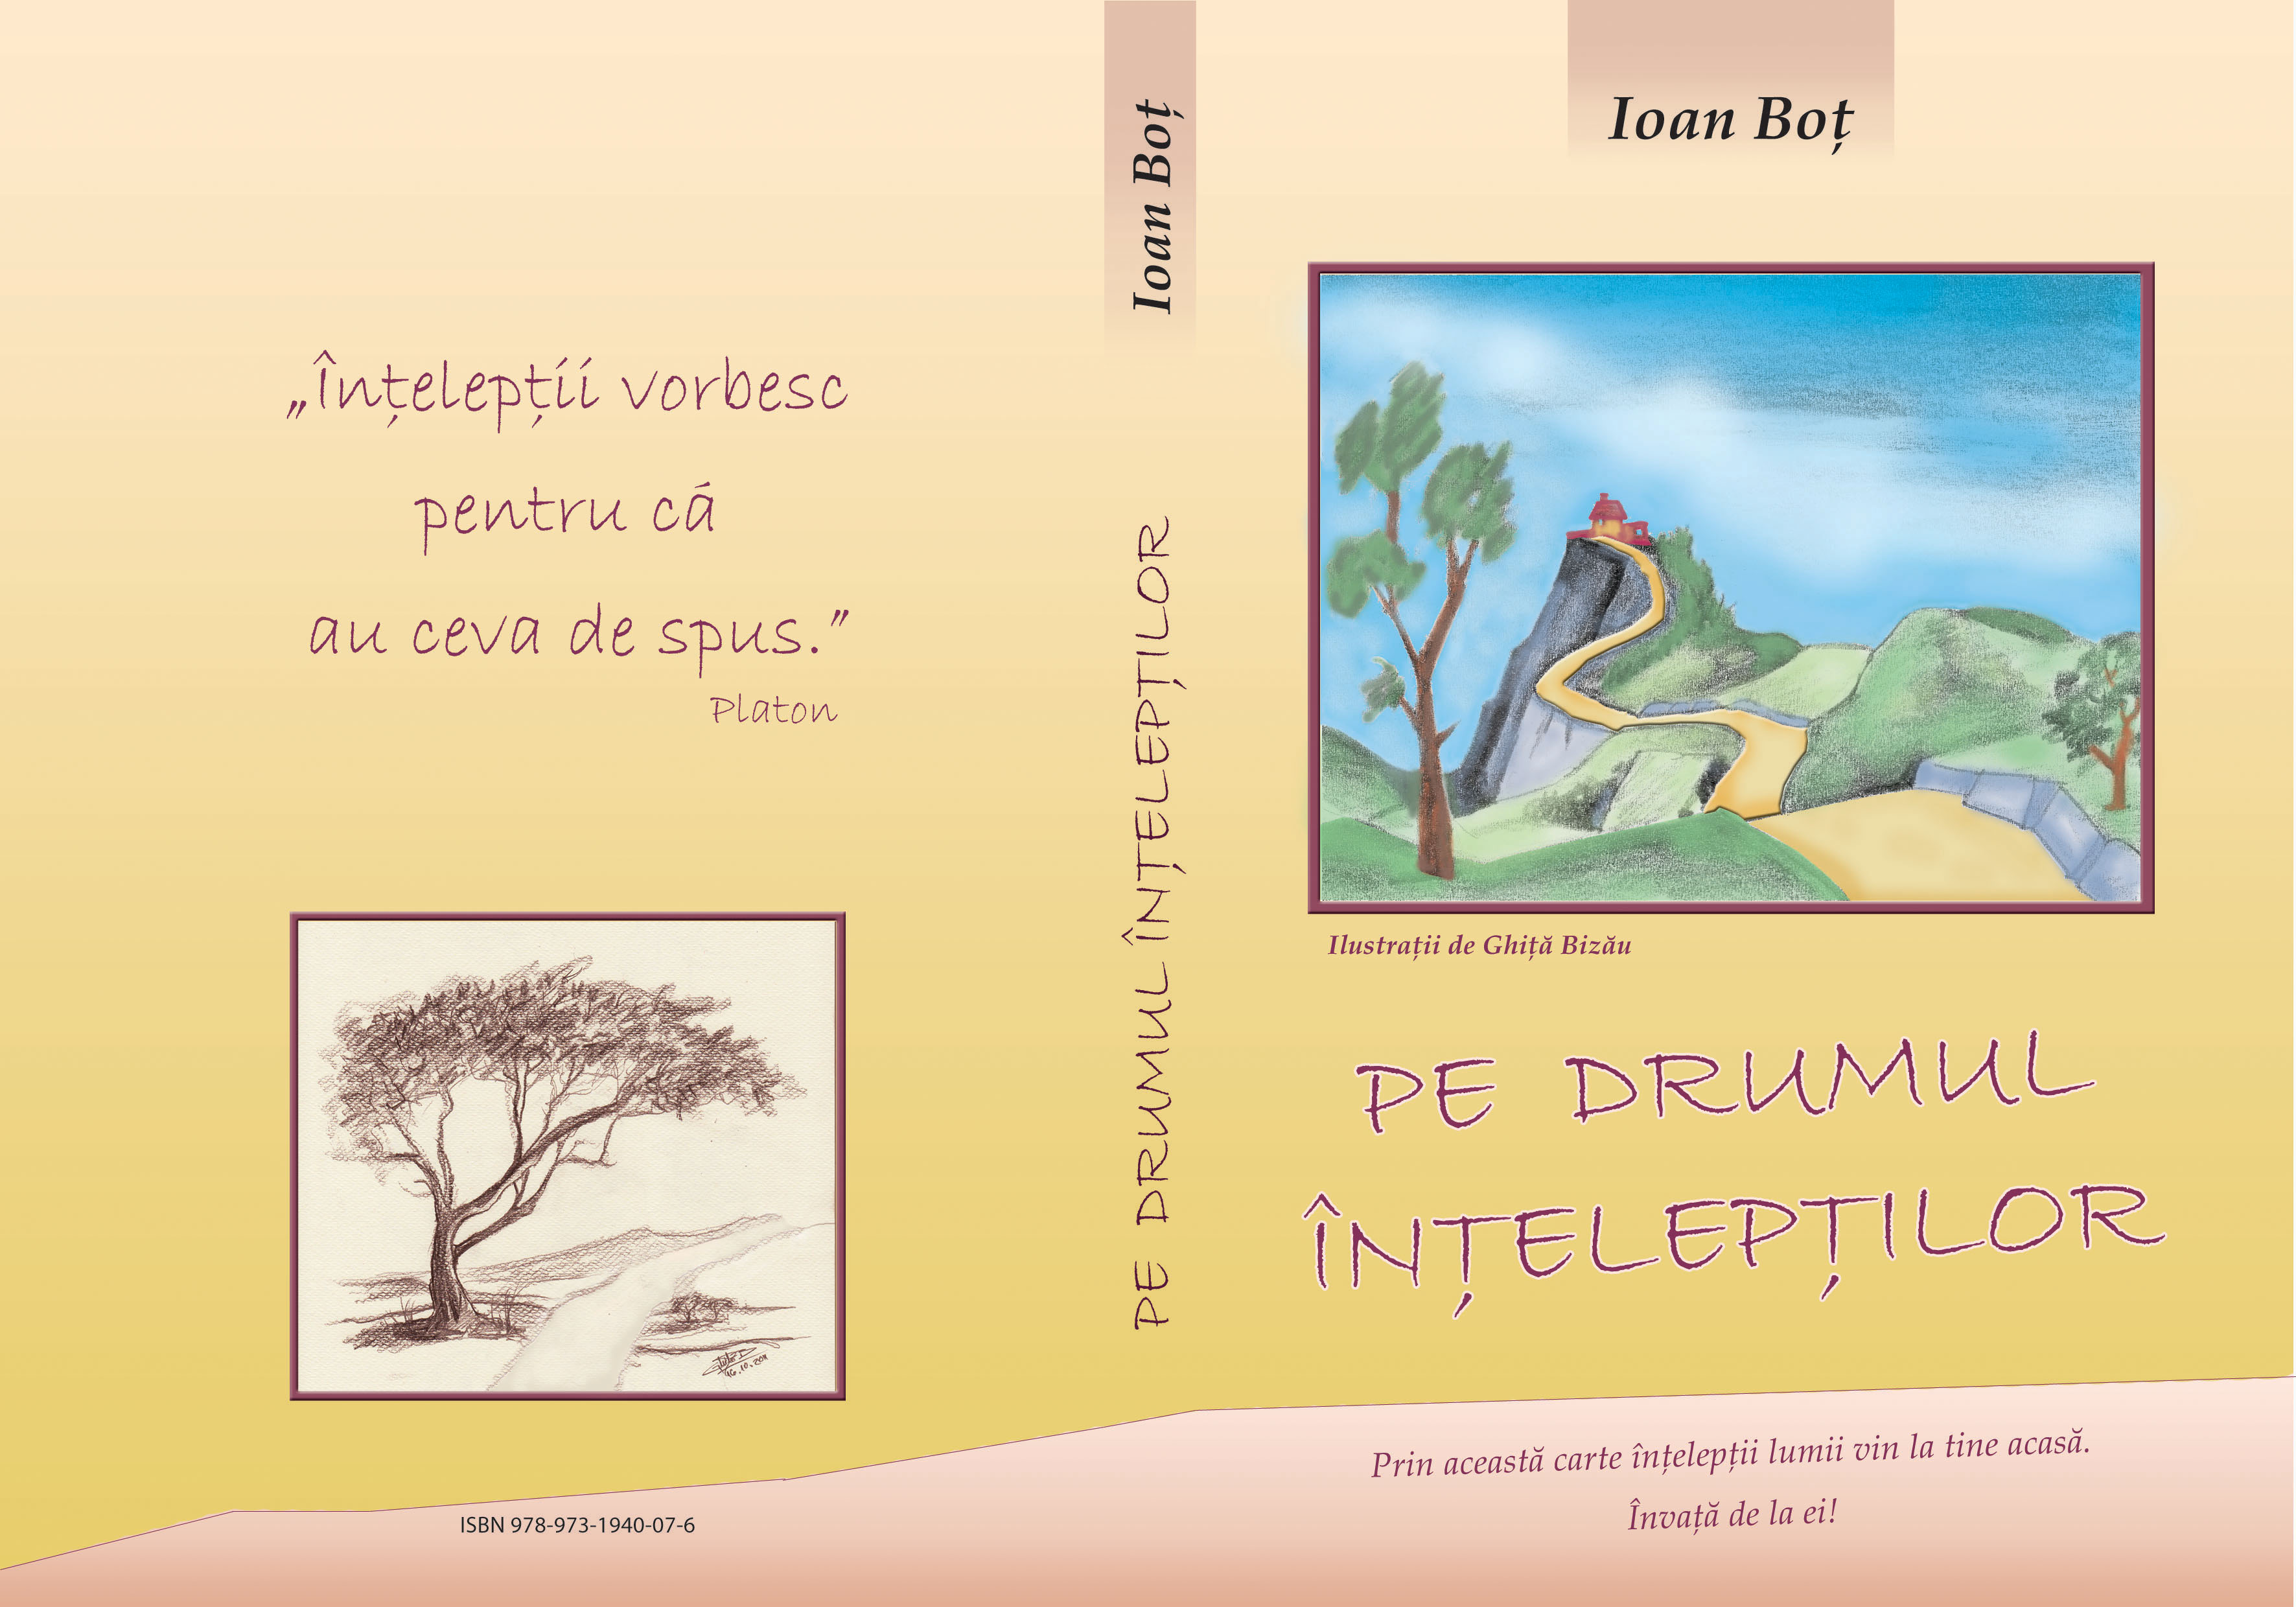 „Înțelepții vorbesc
pentru că
au ceva de spus.”
Platon
ISBN 978-973-1940-07-6
Ioan Boț
PE DRUMUL ÎNȚELEPȚILOR
Ioan Boț
Ilustrații de Ghiță Bizău
PE DRUMUL
ÎNȚELEPȚILOR
Prin această carte înțelepții lumii vin la tine acasă.
Învață de la ei!